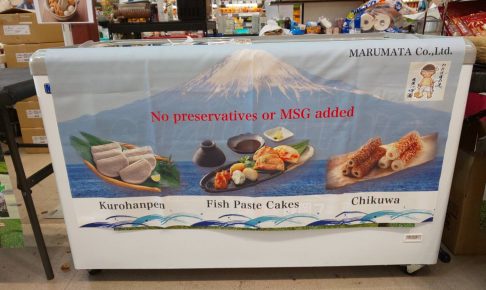 MARUMATA Co.,Ltd.
No preservatives or MSG added
Kurohanpen
Fish Paste Cakes
Chikuwa